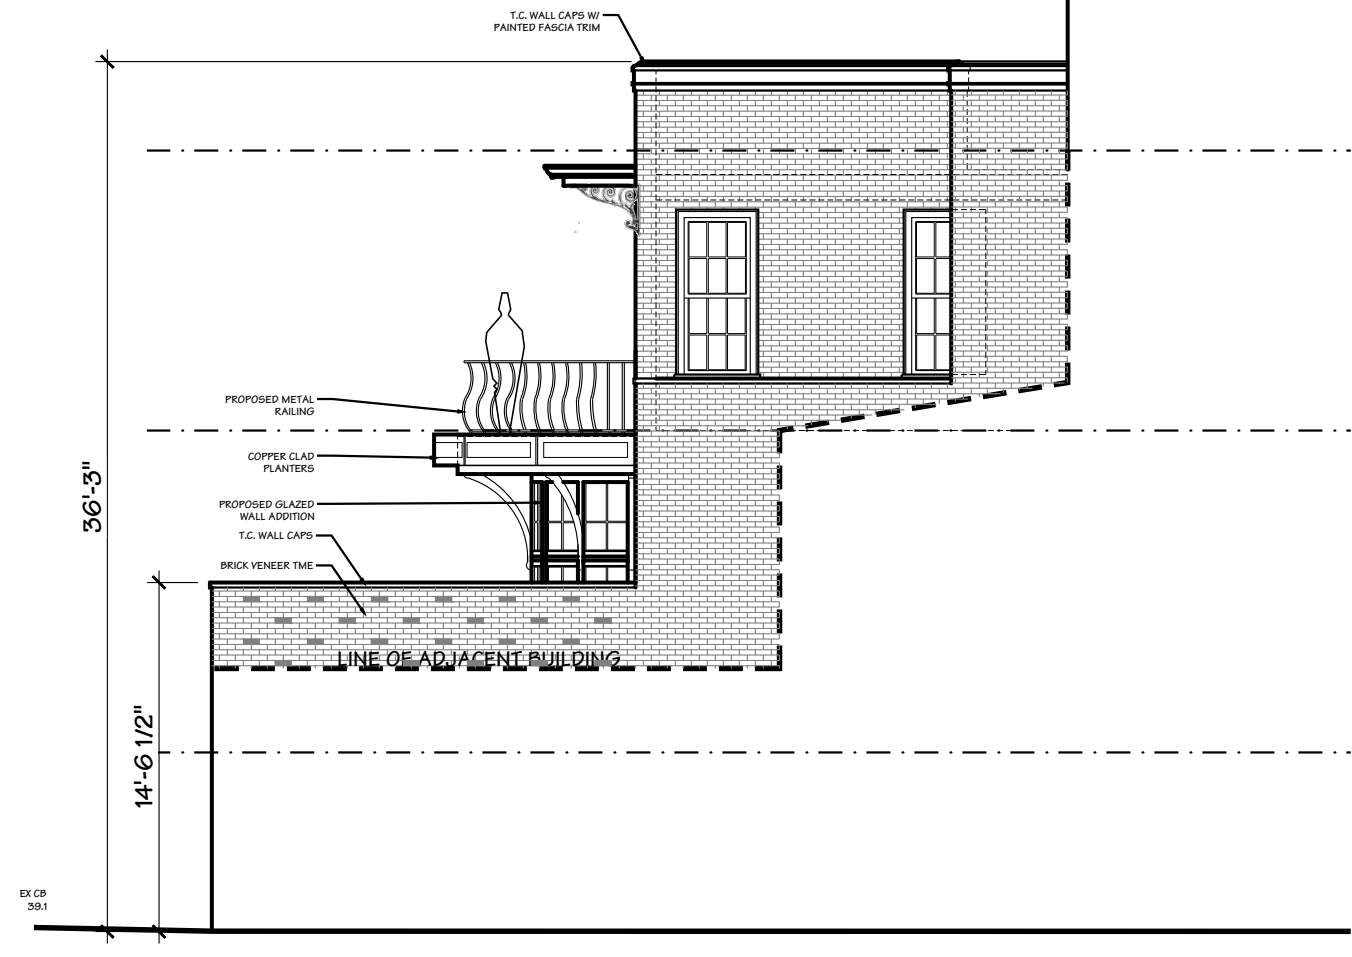 T.C. WALL CAPS W/
PAINTED FASCIA TRIM
PROPOSED METAL
RAILING
COPPER CLAD
PLANTERS
36'-3"
PROPOSED GLAZED
WALL ADDITION
T.C. WALL CAPS
BRICK VENEER TME
LINE OF ADJACENT BUILDING
14'-6 1/2"
EX CB
39.1